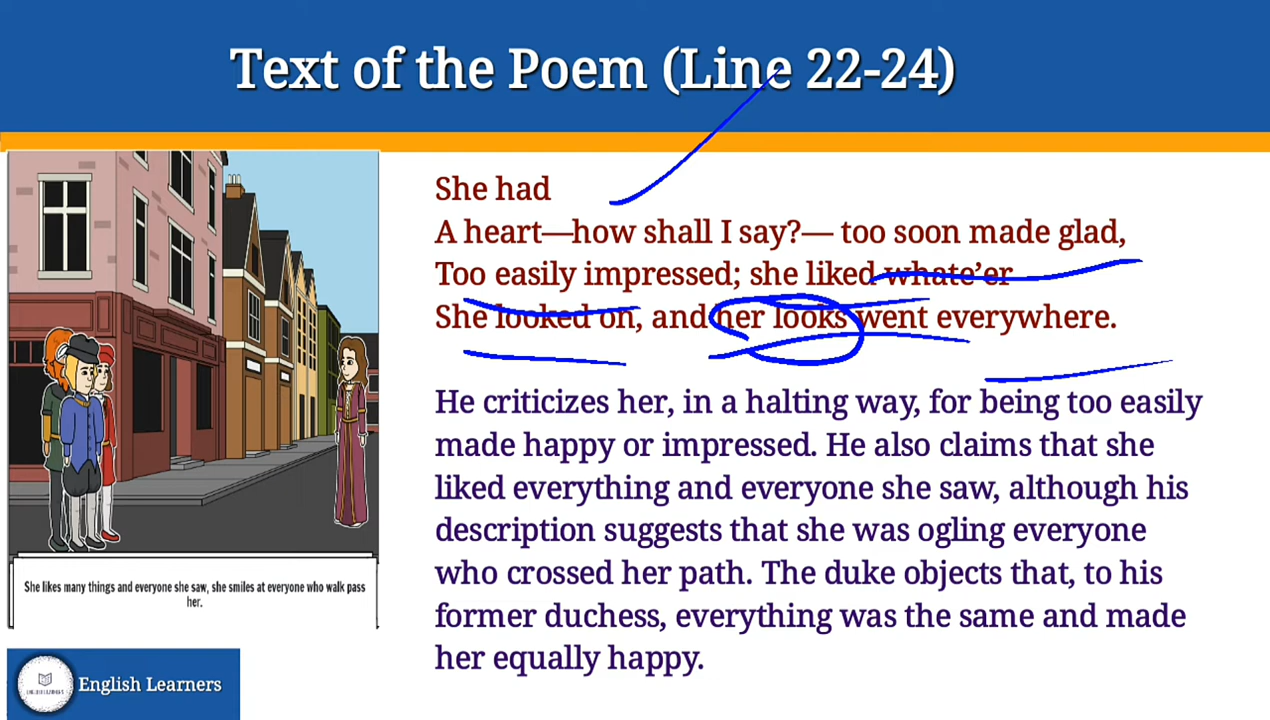 Text of the Poem (Line 22-24)
She had
A heart—how shall I say?— too soon made glad,
Too easily impressed; she liked whate'er
She looked on, and her looks went everywhere.
He criticizes her, in a halting way, for being too easily
made happy or impressed. He also claims that she
liked everything and everyone she saw, although his
description suggests that she was ogling everyone
who crossed her path. The duke objects that, to his
former duchess, everything was the same and made
her equally happy.
She likes many things and everyone she saw, she smiles at everyone who walk pass
her.
English Learners